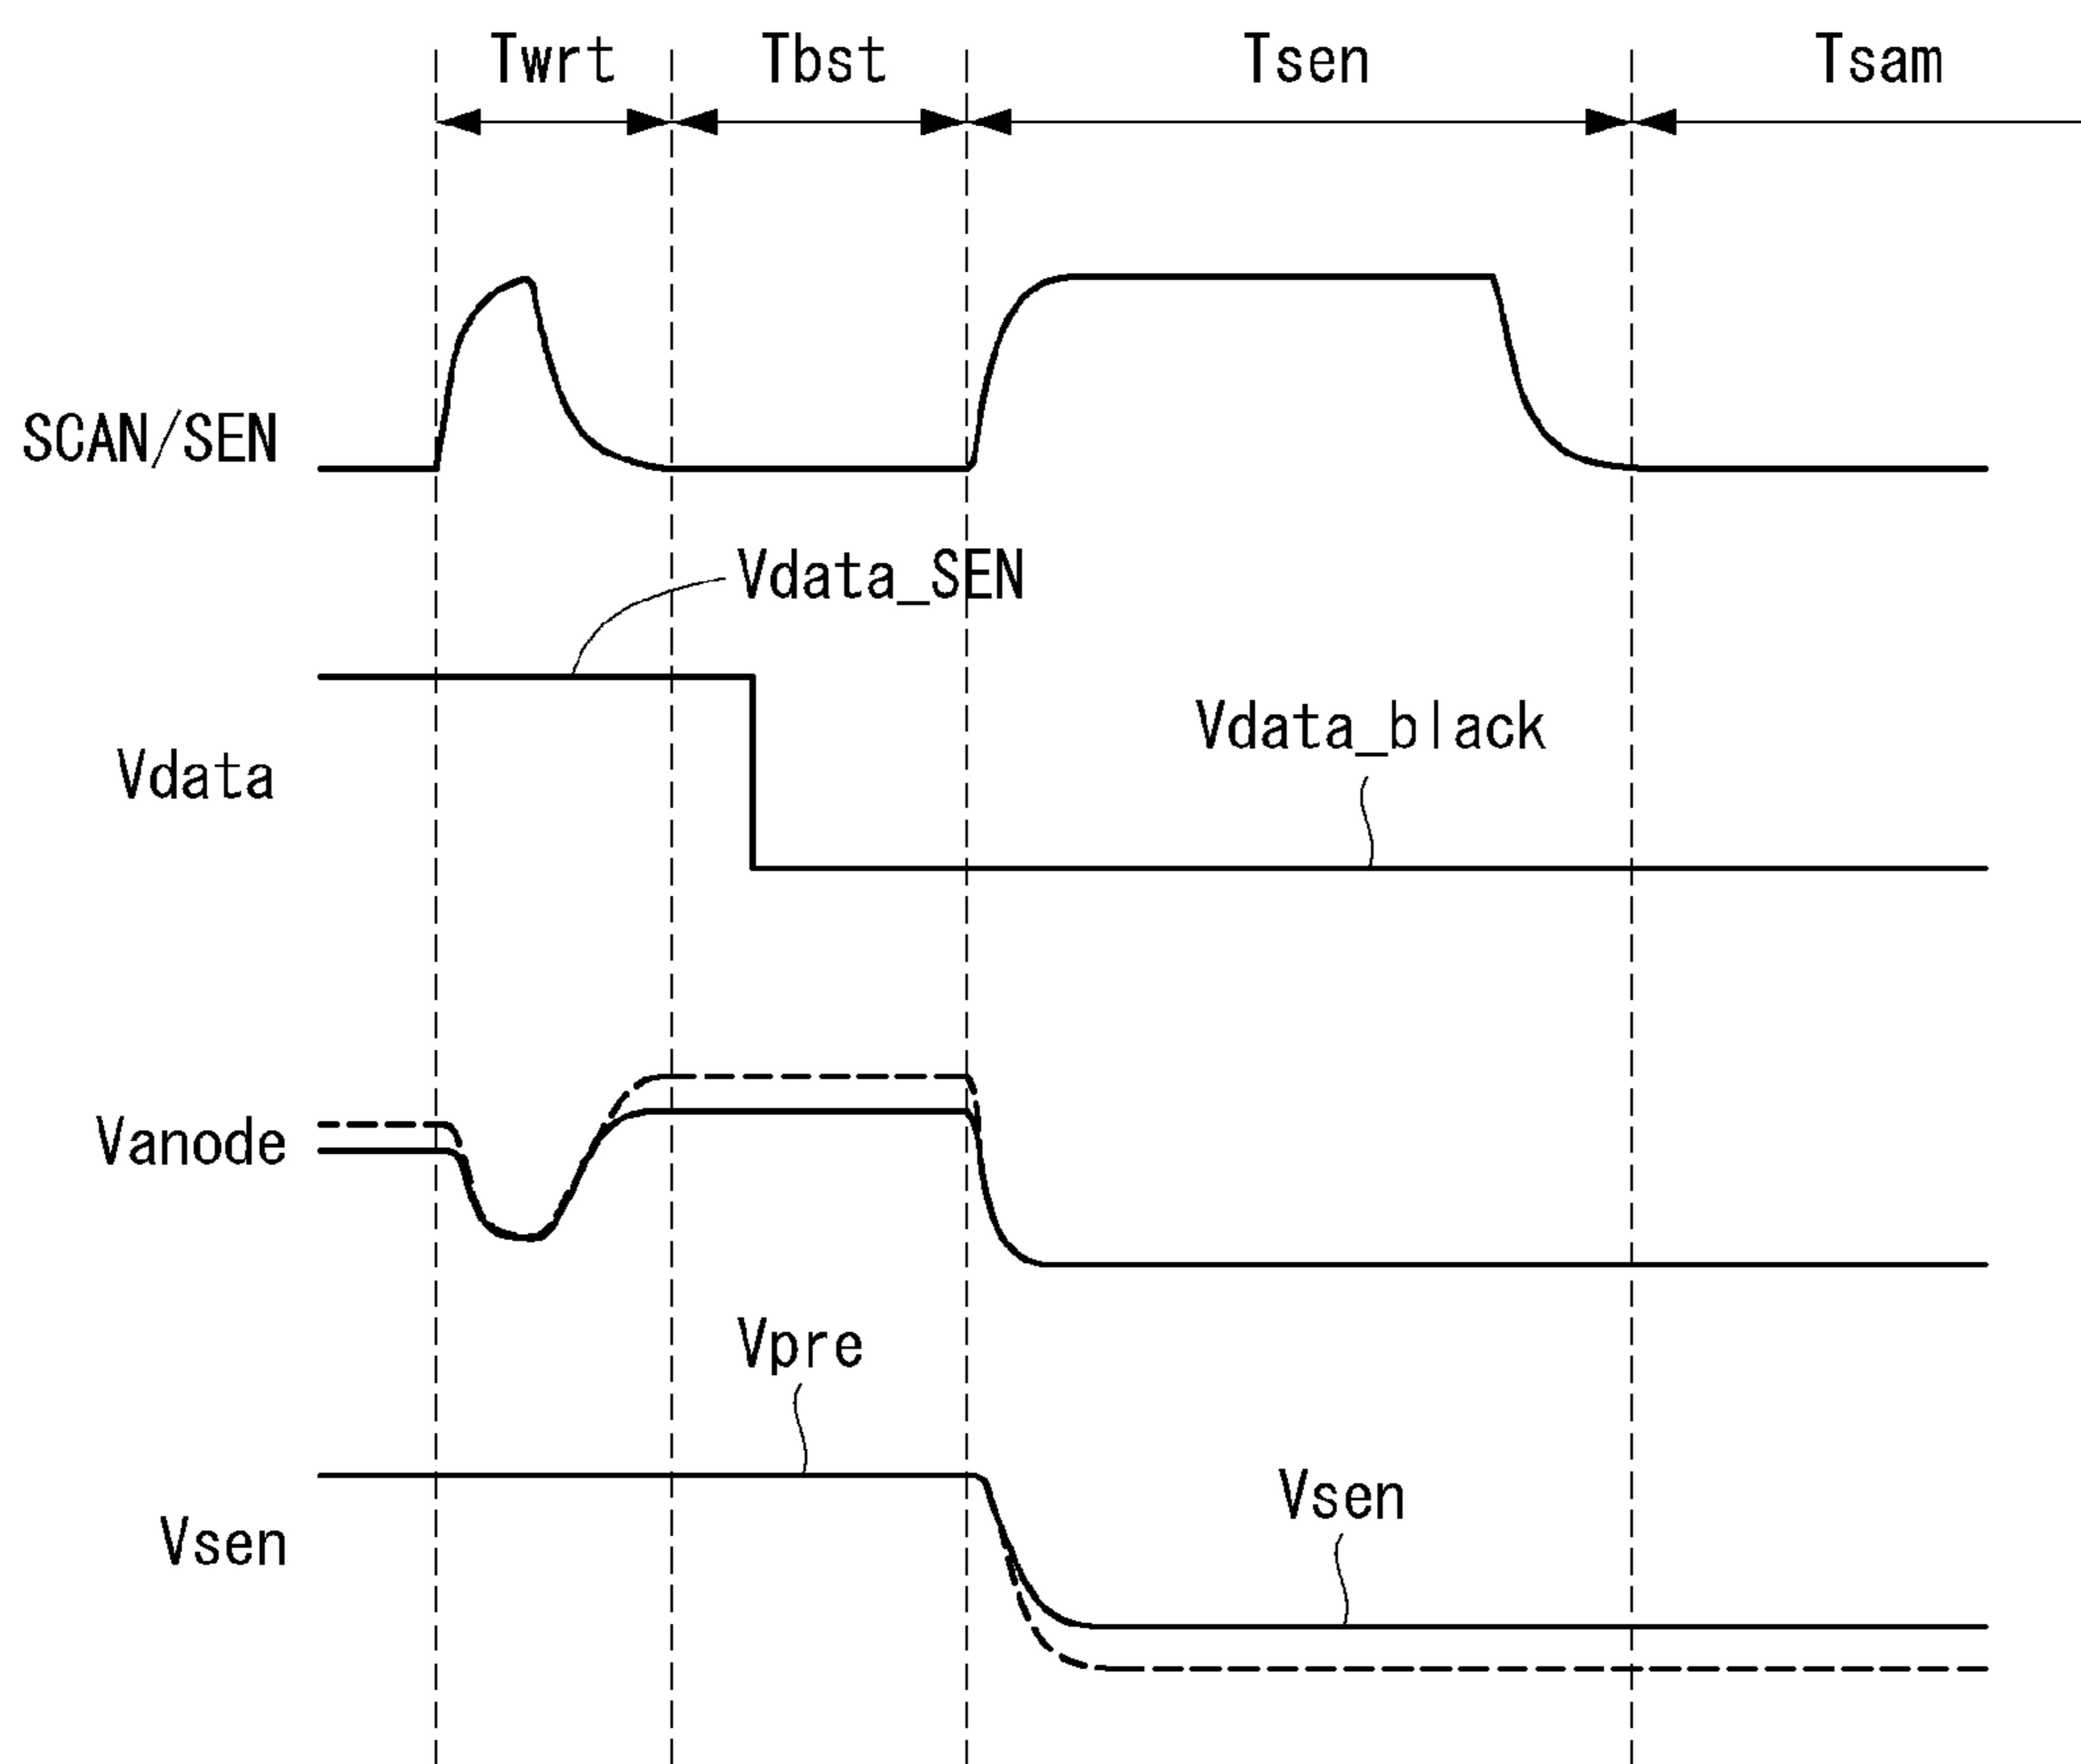 Twrt Tbst Tsen Tsam
SCAN/SEN
Vdata_SEN
Vdata_black
Vdata
Vanode
Vpre
Vsen
Vsen